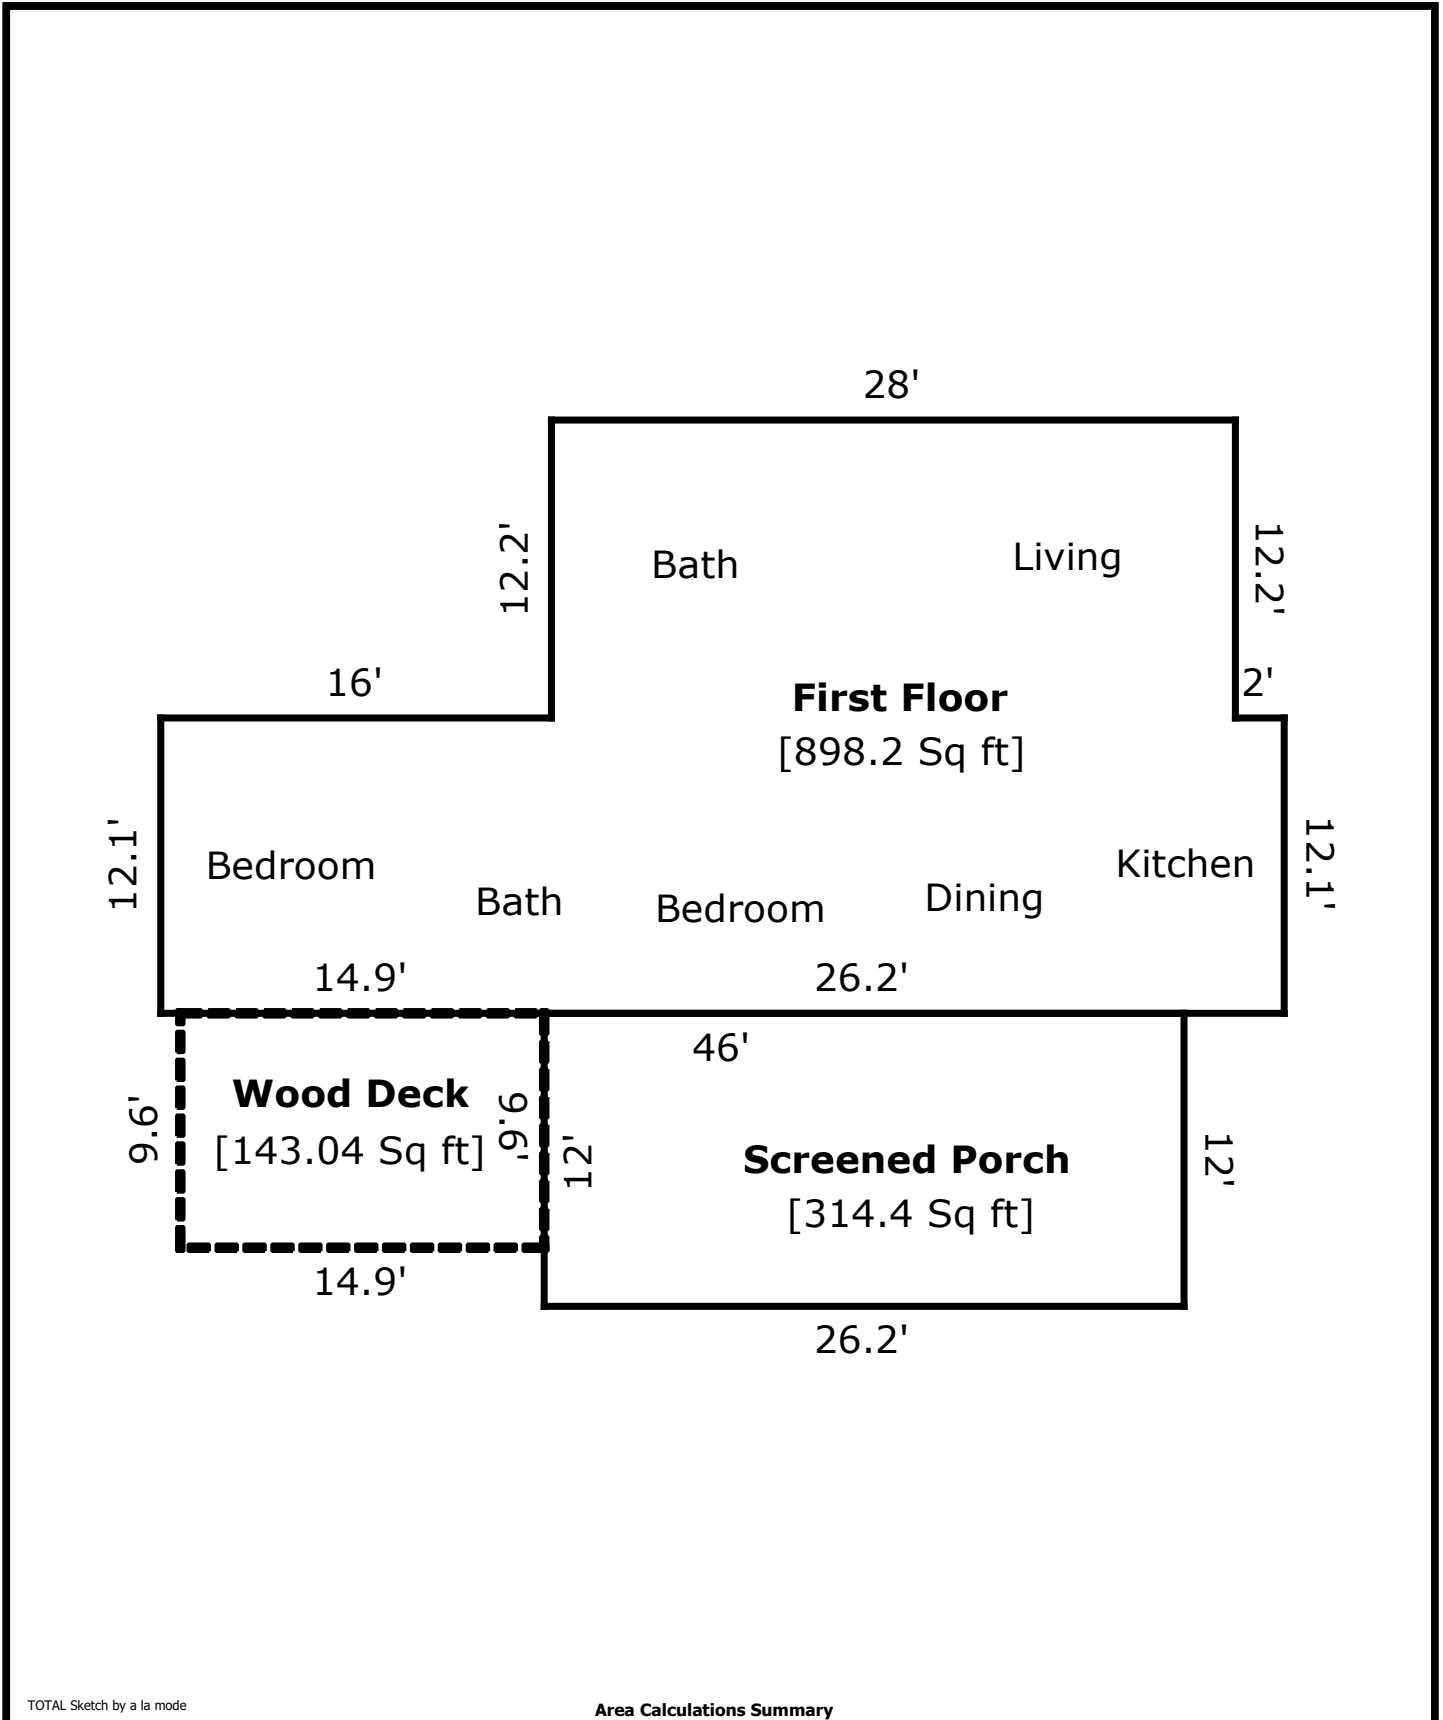 28'
12.2'
12.2'
Bath
Living
16'
2'
First Floor
[898.2 Sq ft]
12.1'
12.1'
Bedroom
Bath
Bedroom
Dining
Kitchen
14.9'
26.2'
46'
Wood Deck
[143.04 Sq ft]
9.6'
9.6'
12'
12'
Screened Porch
[314.4 Sq ft]
14.9'
26.2'
TOTAL Sketch by a la mode
Area Calculations Summary